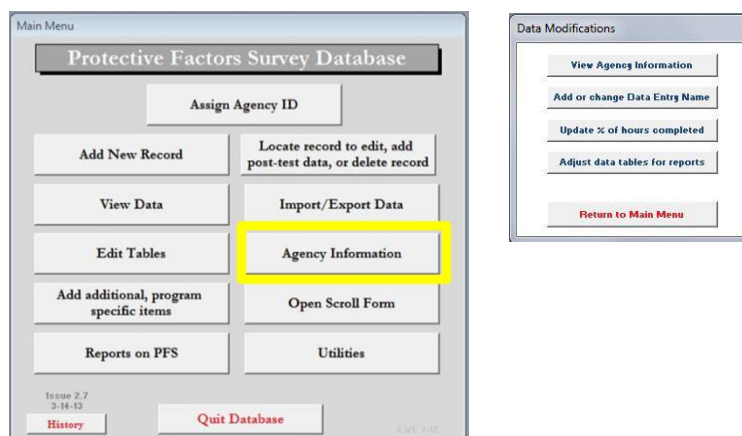 Main Menu
Protective Factors Survey Database
Assign Agency ID
Add New Record
Locate record to edit, add
post-test data, or delete record
View Data
Import/Export Data
Edit Tables
Agency Information
Add additional, program
specific items
Open Scroll Form
Reports on PFS
Utilities
Issue 2.7
3-14-13
History
Quit Database
Data Modifications
View Agency Information
Add or change Data Entry Name
Update % of hours completed
Adjust data tables for reports
Return to Main Menu